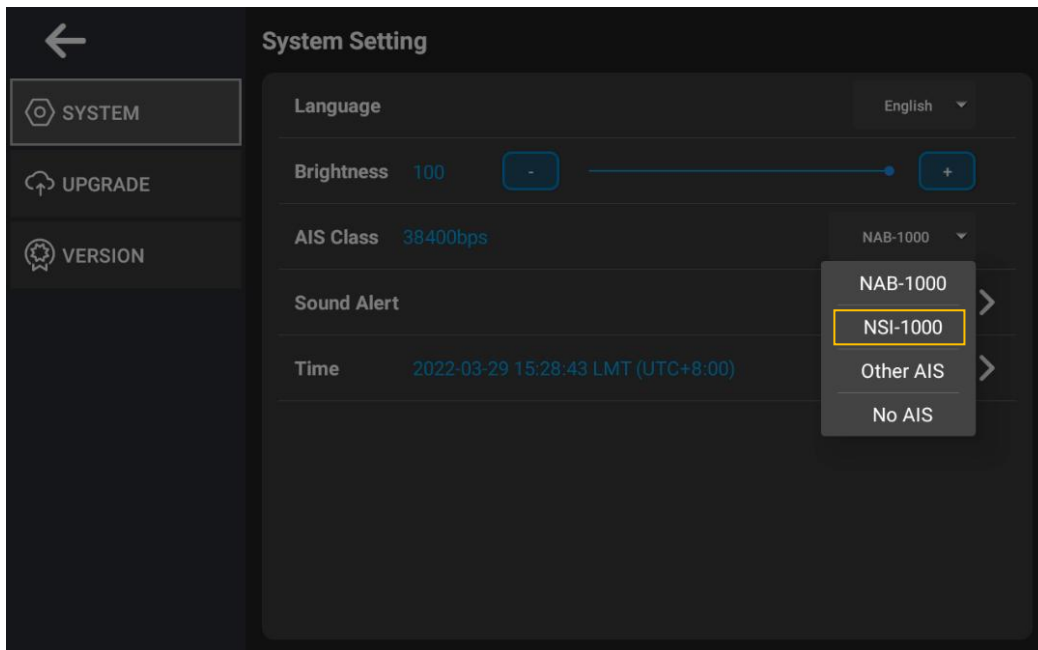 System Setting
SYSTEM
UPGRADE
VERSION
Language English
Brightness 100 - +
AIS Class 38400bps NAB-1000
NAB-1000
Sound Alert
NSI-1000
Time 2022-03-29 15:28:43 LMT (UTC+8:00)
Other AIS
No AIS